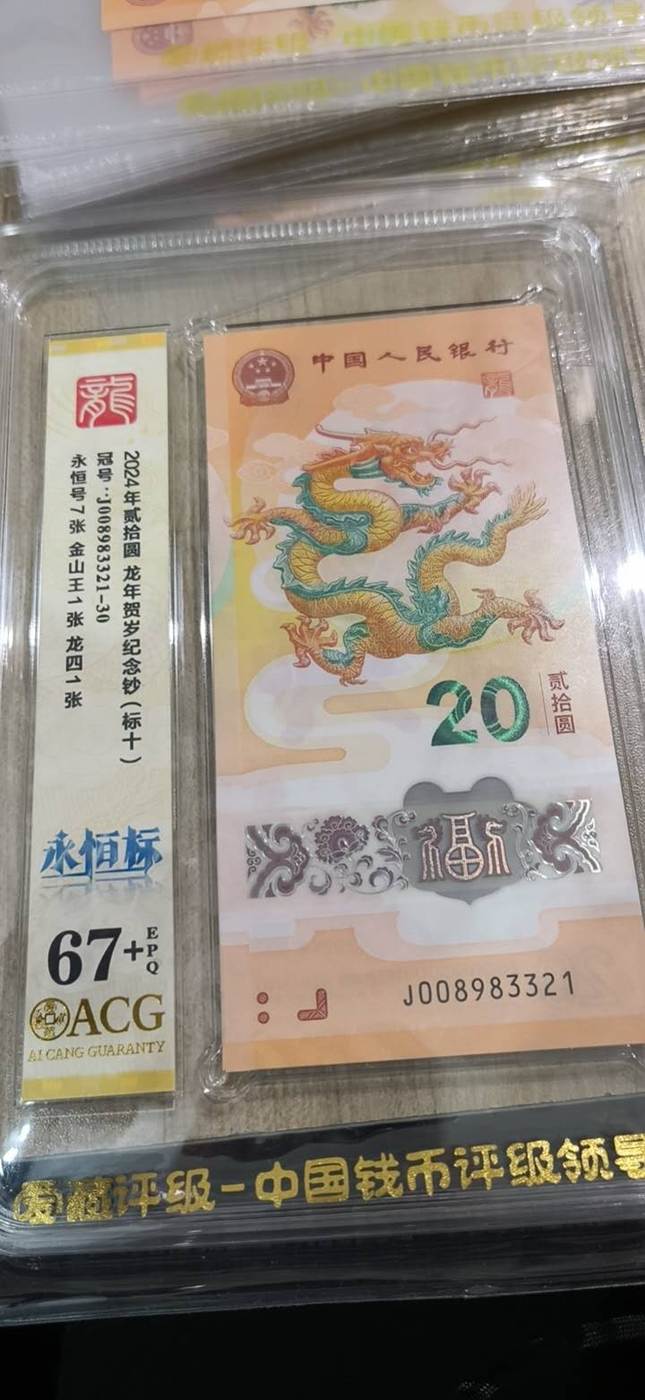 龍
2024年贰拾圆 龙年贺岁纪念钞（标十）
冠号：J008983321-30
永恒号7张 金山王1张 龙四1张
永恒标
67+
EPQ
ACG
AI CANG GUARANTY
中国人民银行
龍
20
贰拾圆
福
J008983321
爱藏评级-中国钱币评级领导